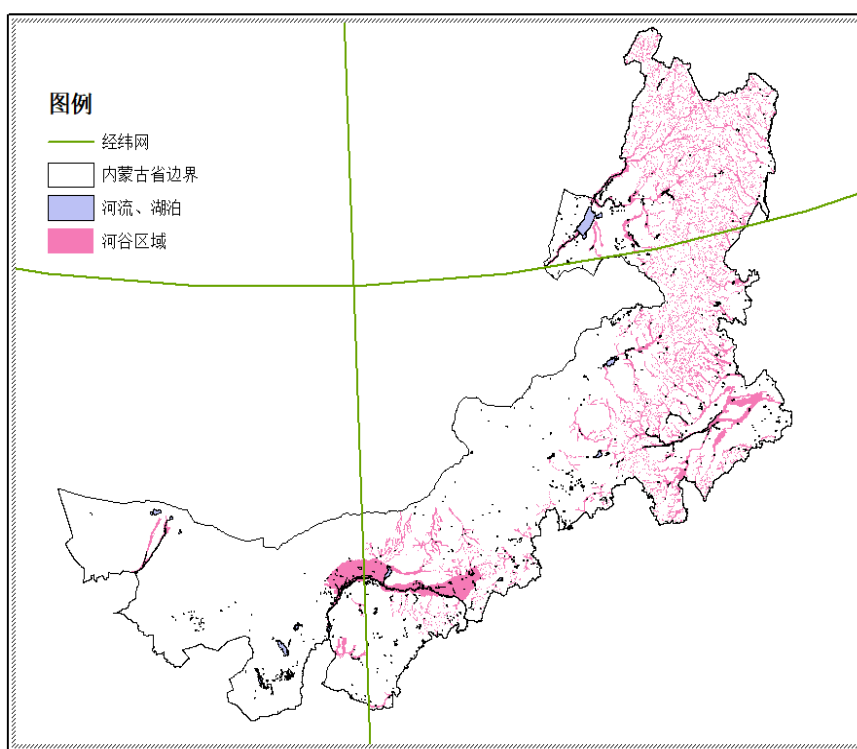 图例
经纬网
内蒙古省边界
河流、湖泊
河谷区域